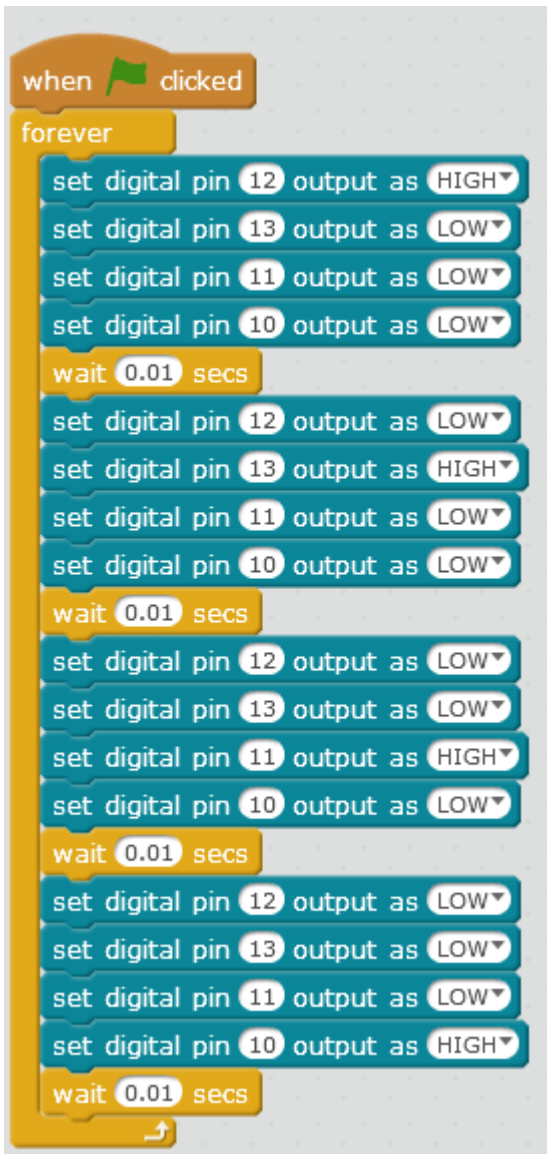 when clicked
forever
set digital pin 12 output as HIGH
set digital pin 13 output as LOW
set digital pin 11 output as LOW
set digital pin 10 output as LOW
wait 0.01 secs
set digital pin 12 output as LOW
set digital pin 13 output as HIGH
set digital pin 11 output as LOW
set digital pin 10 output as LOW
wait 0.01 secs
set digital pin 12 output as LOW
set digital pin 13 output as LOW
set digital pin 11 output as HIGH
set digital pin 10 output as LOW
wait 0.01 secs
set digital pin 12 output as LOW
set digital pin 13 output as LOW
set digital pin 11 output as LOW
set digital pin 10 output as HIGH
wait 0.01 secs